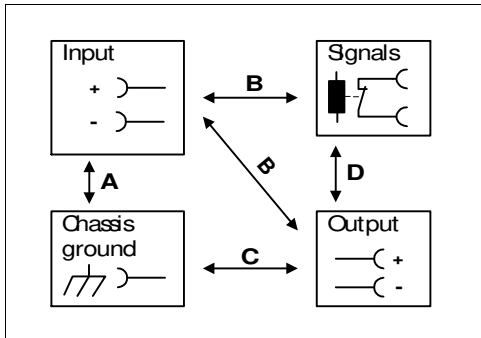 Input
+
-
Signals
B
B
A
D
Chassis
ground
C
Output
+
-